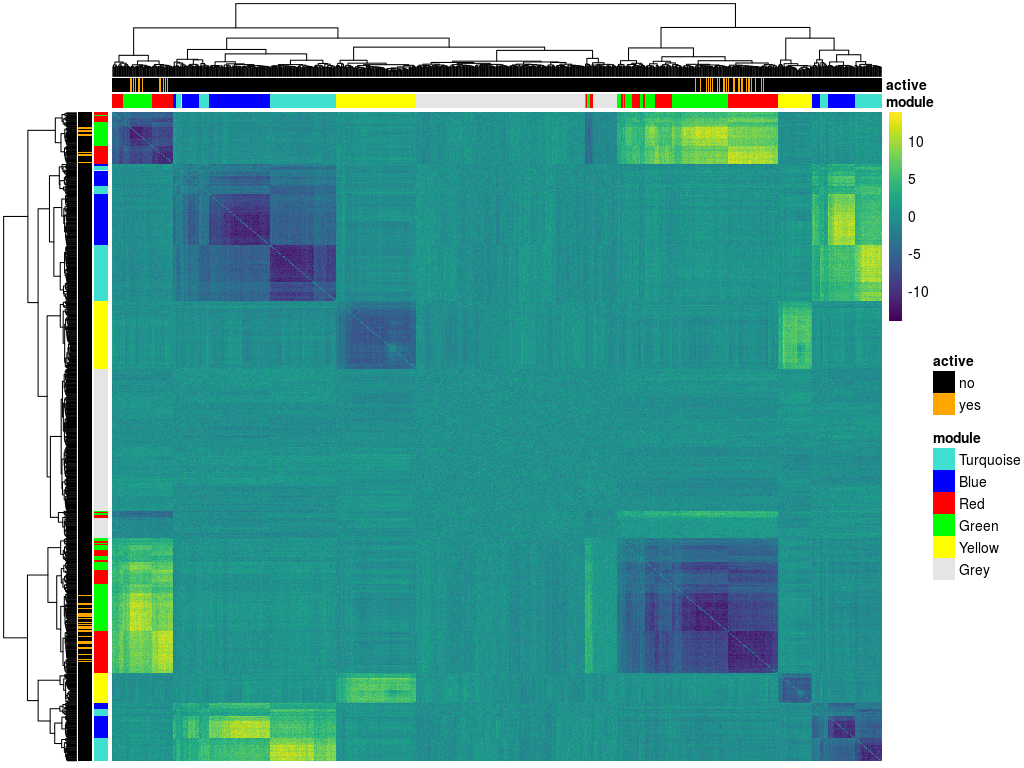 active
module
10
5
0
-5
-10
active
no
yes
module
Turquoise
Blue
Red
Green
Yellow
Grey